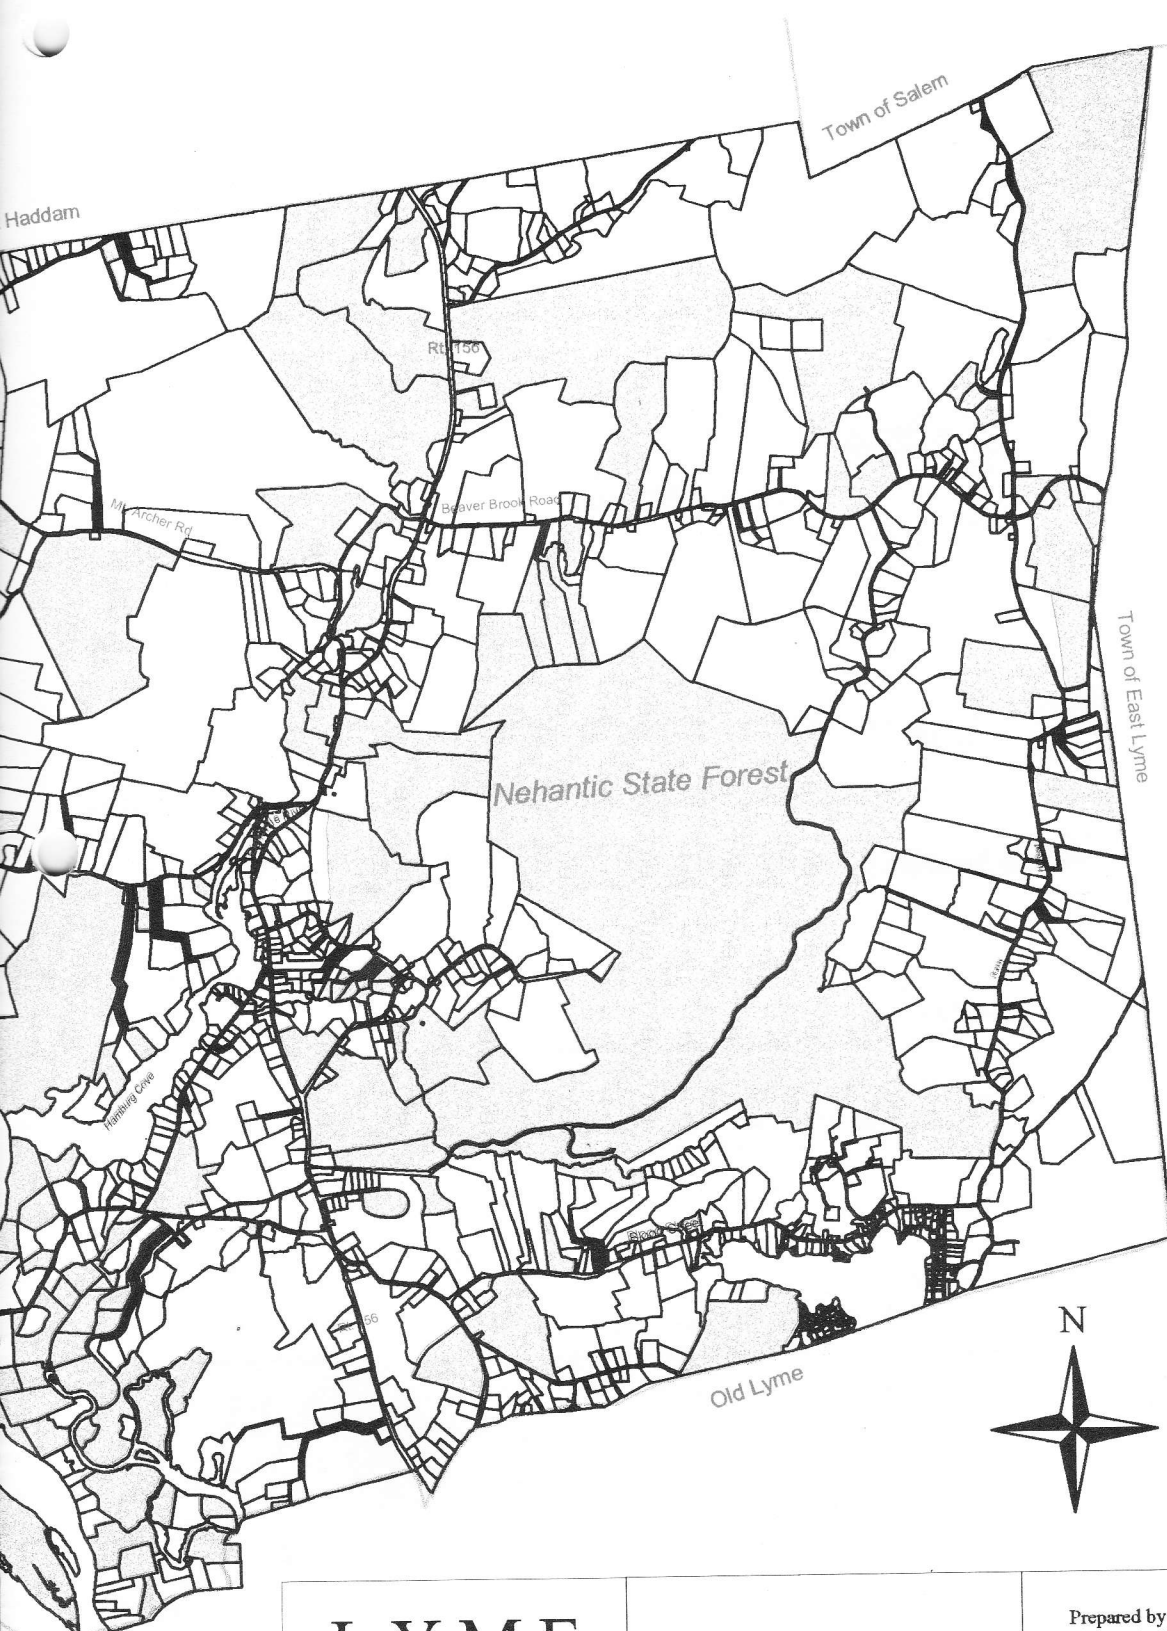 Town of Salem
Haddam
Rt. 156
Beaver Brook Road
Mt. Archer Rd
Town of East Lyme
Nehantic State Forest
Hamburg Cove
56
Old Lyme
N
LYME
Prepared by